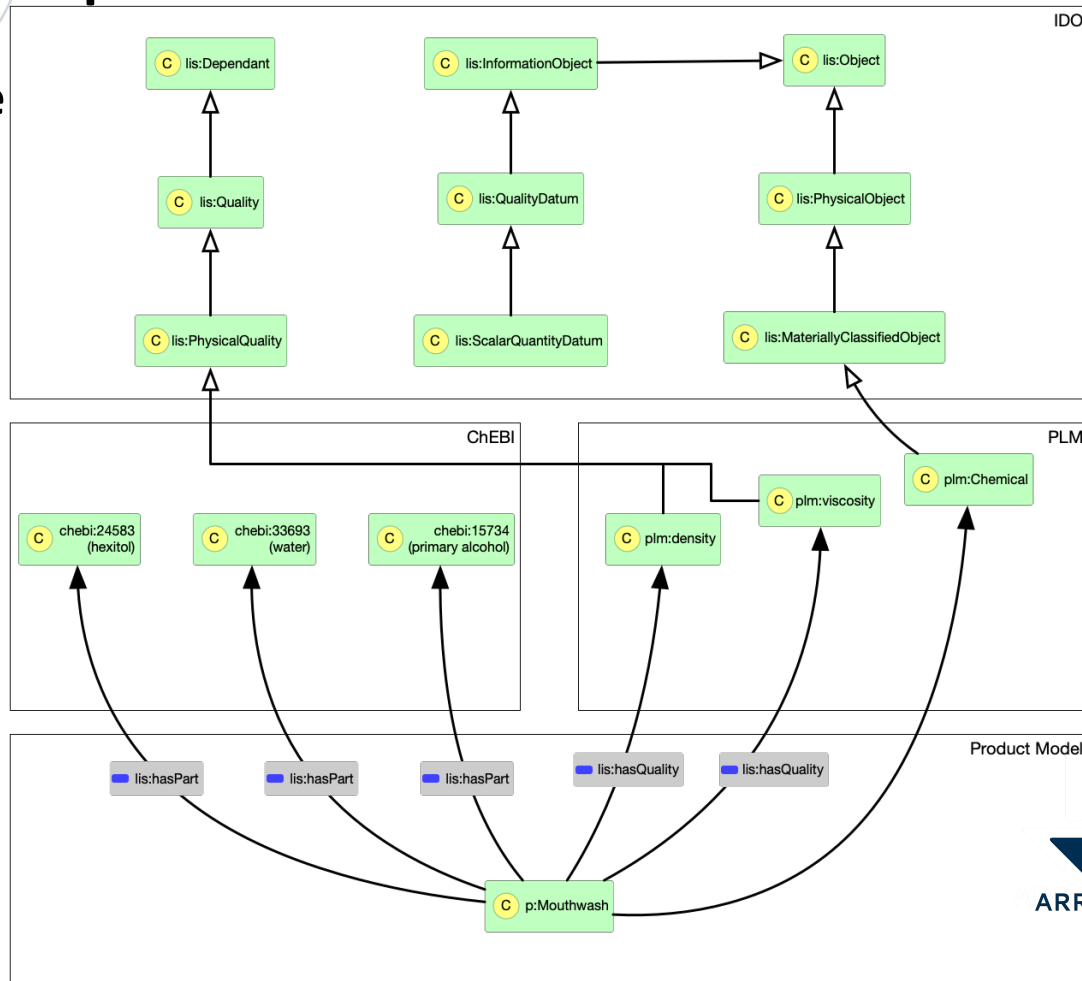 IDO
C lis:Dependant
C lis:InformationObject
C lis:Object
C lis:Quality
C lis:QualityDatum
C lis:PhysicalObject
C lis:PhysicalQuality
C lis:ScalarQuantityDatum
C lis:MateriallyClassifiedObject
ChEBI
PLM
C chebi:24583
(hexitol)
C chebi:33693
(water)
C chebi:15734
(primary alcohol)
C plm:density
C plm:viscosity
C plm:Chemical
Product Model
lis:hasPart
lis:hasPart
lis:hasPart
lis:hasQuality
lis:hasQuality
C p:Mouthwash
ARR